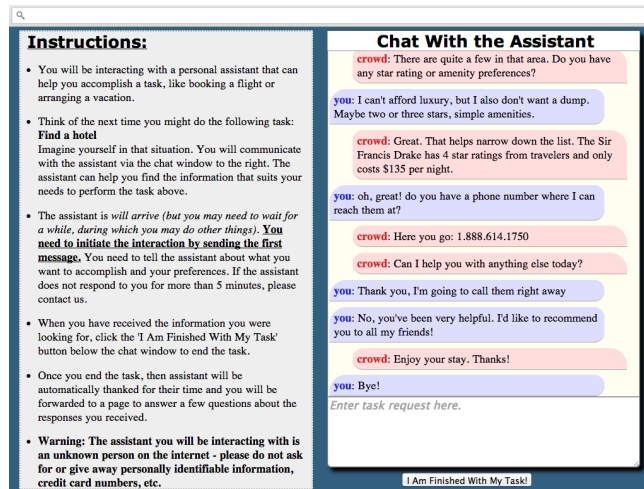 Instructions:
• You will be interacting with a personal assistant that can
help you accomplish a task, like booking a flight or
arranging a vacation.
• Think of the next time you might do the following task:
Find a hotel
Imagine yourself in that situation. You will communicate
with the assistant via the chat window to the right. The
assistant can help you find the information that suits your
needs to perform the task above.
• The assistant is will arrive (but you may need to wait for
a while, during which you may do other things). You
need to initiate the interaction by sending the first
message. You need to tell the assistant about what you
want to accomplish and your preferences. If the assistant
does not respond to you for more than 5 minutes, please
contact us.
• When you have received the information you were
looking for, click the 'I Am Finished With My Task'
button below the chat window to end the task.
• Once you end the task, then assistant will be
automatically thanked for their time and you will be
forwarded to a page to answer a few questions about the
responses you received.
• Warning: The assistant you will be interacting with is
an unknown person on the internet - please do not ask
for or give away personally identifiable information,
credit card numbers, etc.
Chat With the Assistant
crowd: There are quite a few in that area. Do you have
any star rating or amenity preferences?
you: I can't afford luxury, but I also don't want a dump.
Maybe two or three stars, simple amenities.
crowd: Great. That helps narrow down the list. The Sir
Francis Drake has 4 star ratings from travelers and only
costs $135 per night.
you: oh, great! do you have a phone number where I can
reach them at?
crowd: Here you go: 1.888.614.1750
crowd: Can I help you with anything else today?
you: Thank you, I'm going to call them right away
you: No, you've been very helpful. I'd like to recommend
you to all my friends!
crowd: Enjoy your stay. Thanks!
you: Bye!
Enter task request here.
I Am Finished With My Task!